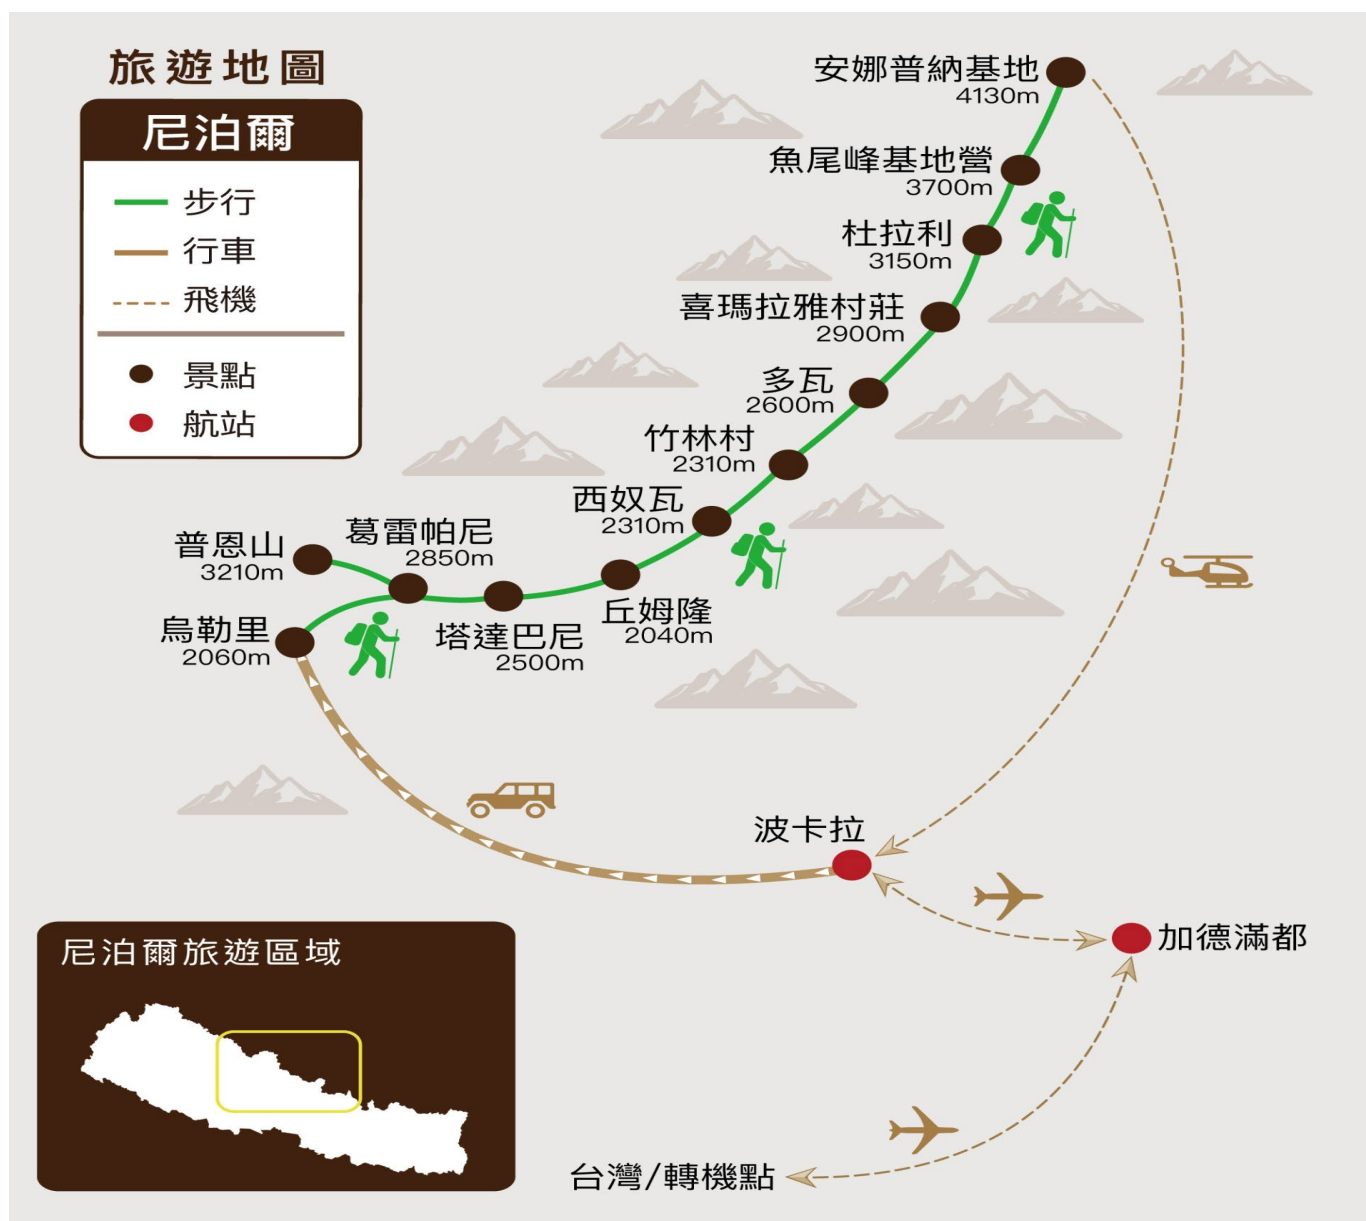 旅遊地圖
尼泊爾
步行
行車
飛機
景點
航站
安娜普納基地
4130m
魚尾峰基地營
3700m
杜拉利
3150m
喜瑪拉雅村莊
2900m
多瓦
2600m
竹林村
2310m
西奴瓦
2310m
葛雷帕尼
2850m
普恩山
3210m
丘姆隆
2040m
塔達巴尼
2500m
烏勒里
2060m
波卡拉
加德滿都
尼泊爾旅遊區域
台灣/轉機點